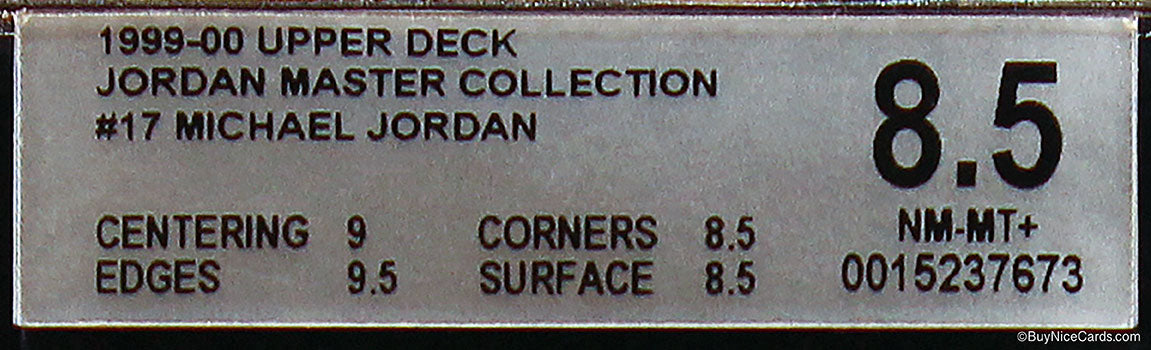 1999-00 UPPER DECK
JORDAN MASTER COLLECTION
#17 MICHAEL JORDAN
8.5
NM-MT+
0015237673
CENTERING 9 CORNERS 8.5
EDGES 9.5 SURFACE 8.5
©BuyNiceCards.com